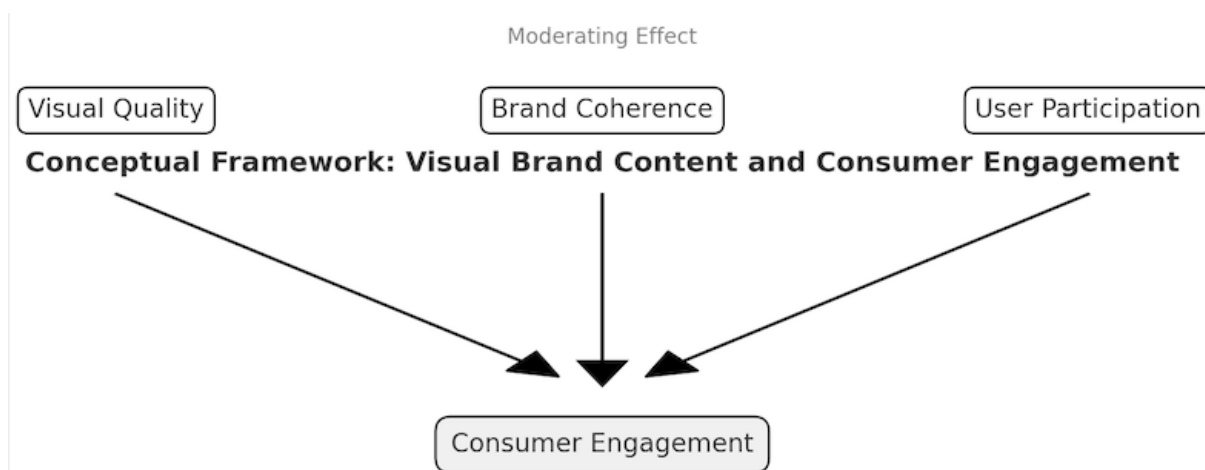 Moderating Effect
Visual Quality
Brand Coherence
User Participation
Conceptual Framework: Visual Brand Content and Consumer Engagement
Consumer Engagement